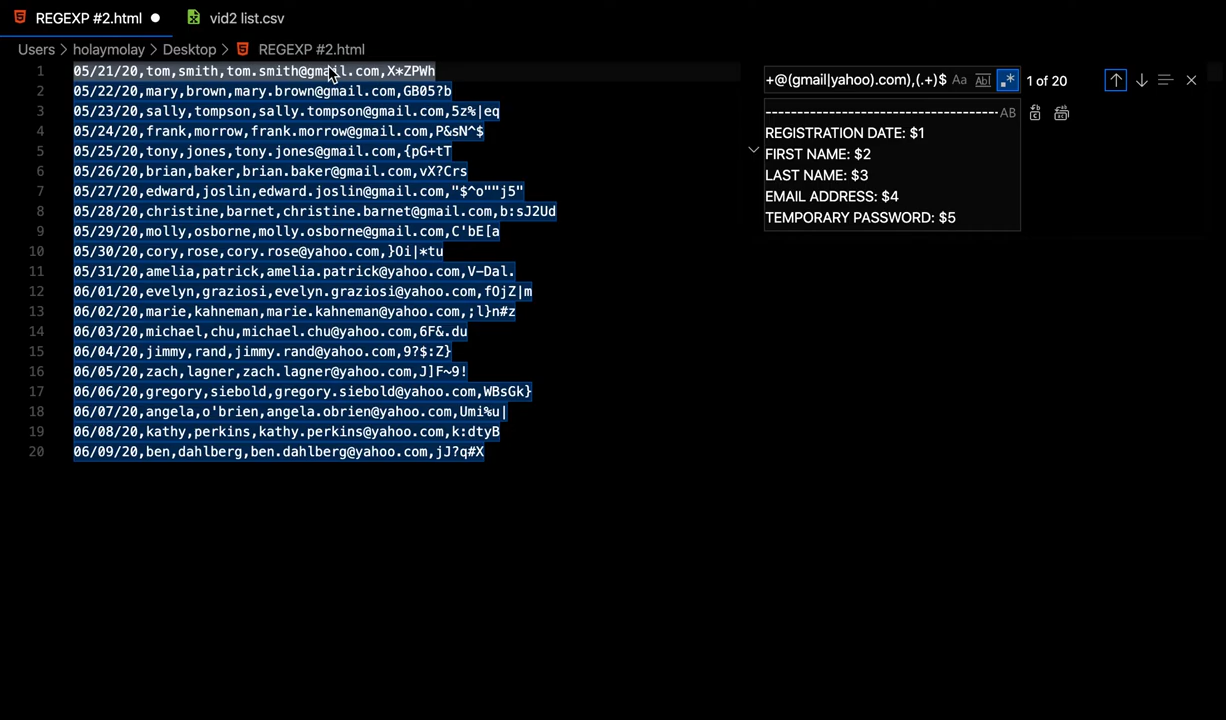 REGEXP #2.html
vid2 list.csv
Users > holaymolay > Desktop > REGEXP #2.html
1 05/21/20,tom,smith,tom.smith@gmail.com,X*ZPWh
2 05/22/20,mary,brown,mary.brown@gmail.com,GB05?b
3 05/23/20,sally,tompson,sally.tompson@gmail.com,5z%|eq
4 05/24/20,frank,morrow,frank.morrow@gmail.com,P&sN^$
5 05/25/20,tony,jones,tony.jones@gmail.com,{pG+tT
6 05/26/20,brian,baker,brian.baker@gmail.com,vX?Crs
7 05/27/20,edward,joslin,edward.joslin@gmail.com,"$^o""j5"
8 05/28/20,christine,barnet,christine.barnet@gmail.com,b:sJ2Ud
9 05/29/20,molly,osborne,molly.osborne@gmail.com,C'bE[a
10 05/30/20,cory,rose,cory.rose@yahoo.com,}Oi|*tu
11 05/31/20,amelia,patrick,amelia.patrick@yahoo.com,V-Dal.
12 06/01/20,evelyn,graziosi,evelyn.graziosi@yahoo.com,fOjZ|m
13 06/02/20,marie,kahneman,marie.kahneman@yahoo.com,;l}n#z
14 06/03/20,michael,chu,michael.chu@yahoo.com,6F&.du
15 06/04/20,jimmy,rand,jimmy.rand@yahoo.com,9?$:Z}
16 06/05/20,zach,lagner,zach.lagner@yahoo.com,J]F~9!
17 06/06/20,gregory,siebold,gregory.siebold@yahoo.com,WBsGk}
18 06/07/20,angela,o'brien,angela.obrien@yahoo.com,Umi%u|
19 06/08/20,kathy,perkins,kathy.perkins@yahoo.com,k:dtyB
20 06/09/20,ben,dahlberg,ben.dahlberg@yahoo.com,jJ?q#X
+@(gmail|yahoo).com),(.+)$ Aa Abl .* 1 of 20
-------------------------------------- AB
REGISTRATION DATE: $1
FIRST NAME: $2
LAST NAME: $3
EMAIL ADDRESS: $4
TEMPORARY PASSWORD: $5